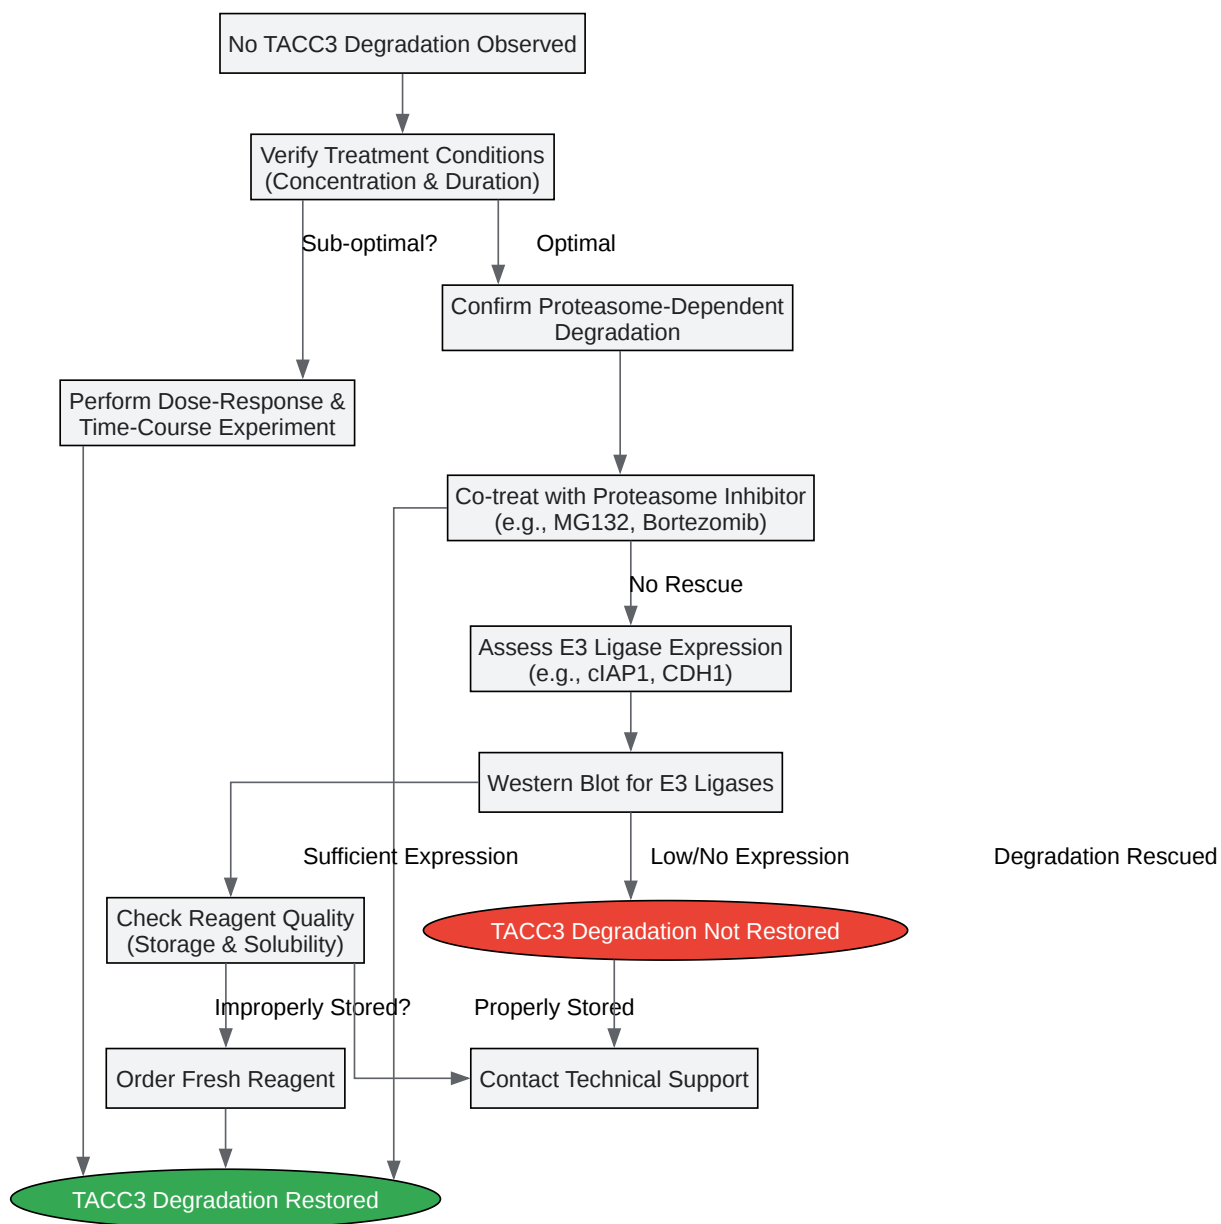 No TACC3 Degradation Observed
Verify Treatment Conditions
(Concentration & Duration)
Sub-optimal?
Optimal
Confirm Proteasome-Dependent
Degradation
Perform Dose-Response &
Time-Course Experiment
Co-treat with Proteasome Inhibitor
(e.g., MG132, Bortezomib)
No Rescue
Assess E3 Ligase Expression
(e.g., cIAP1, CDH1)
Western Blot for E3 Ligases
Sufficient Expression
Low/No Expression
Degradation Rescued
Check Reagent Quality
(Storage & Solubility)
TACC3 Degradation Not Restored
Improperly Stored?
Properly Stored
Order Fresh Reagent
Contact Technical Support
TACC3 Degradation Restored